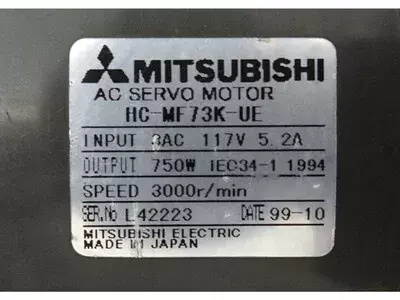 MITSUBISHI
AC SERVO MOTOR
HC-MF73K-UE
INPUT 3AC 117V 5.2A
OUTPUT 750W IEC34-1 1994
SPEED 3000r/min
SER.No L42223 DATE 99-10
MITSUBISHI ELECTRIC
MADE IN JAPAN